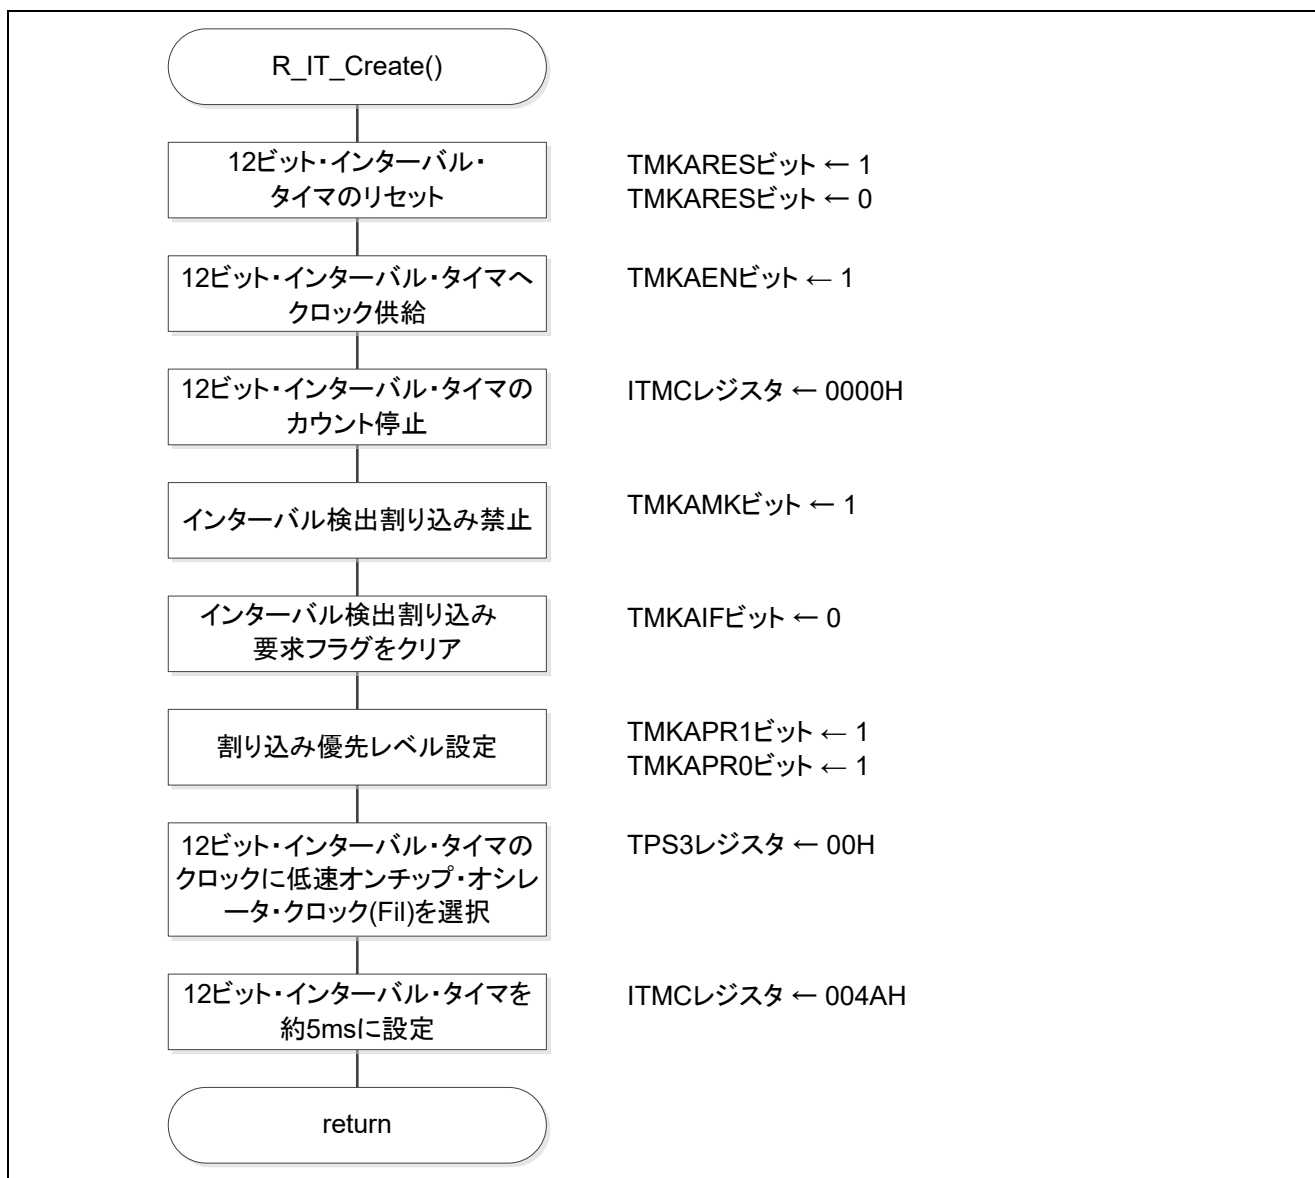 R_IT_Create()
12ビット・インターバル・
タイマのリセット
TMKARESビット ← 1
TMKARESビット ← 0
12ビット・インターバル・タイマへ
クロック供給
TMKAENビット ← 1
12ビット・インターバル・タイマの
カウント停止
ITMCレジスタ ← 0000H
インターバル検出割り込み禁止
TMKAMKビット ← 1
インターバル検出割り込み
要求フラグをクリア
TMKAIFビット ← 0
割り込み優先レベル設定
TMKAPR1ビット ← 1
TMKAPR0ビット ← 1
12ビット・インターバル・タイマの
クロックに低速オンチップ・オシレ
ータ・クロック(Fil)を選択
TPS3レジスタ ← 00H
12ビット・インターバル・タイマを
約5msに設定
ITMCレジスタ ← 004AH
return